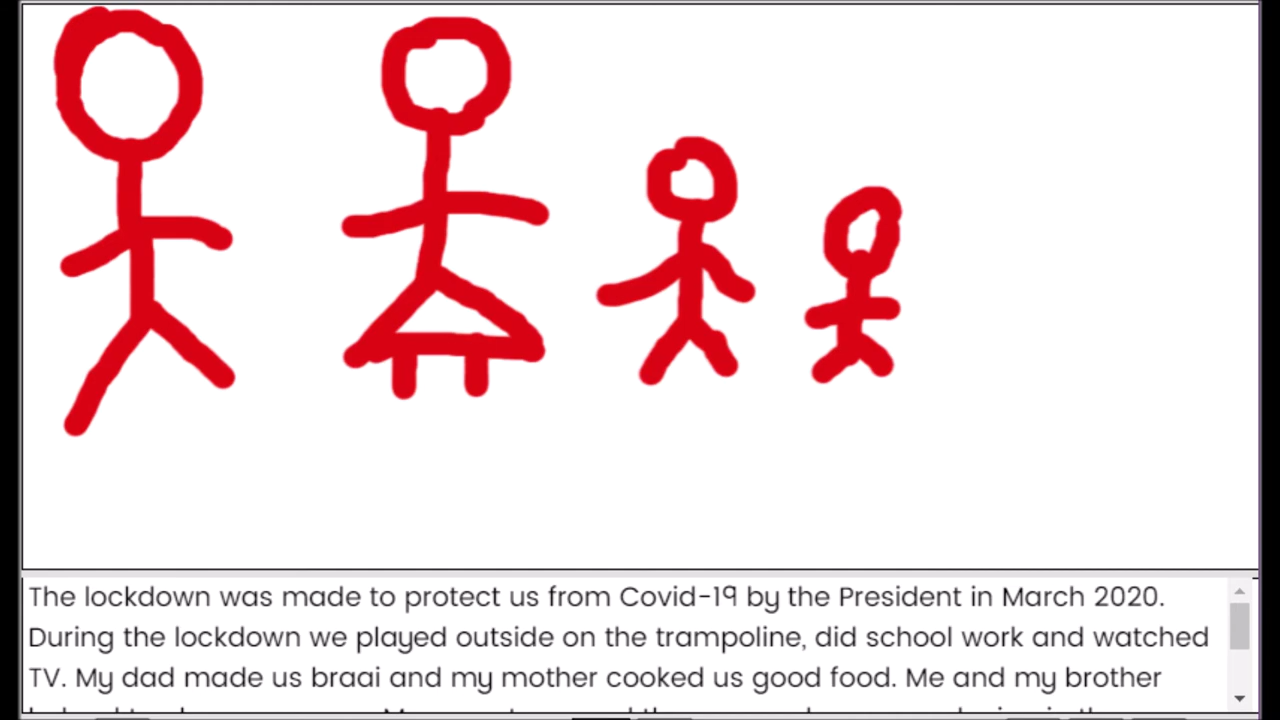 The lockdown was made to protect us from Covid-19 by the President in March 2020.
During the lockdown we played outside on the trampoline, did school work and watched
TV. My dad made us braai and my mother cooked us good food. Me and my brother